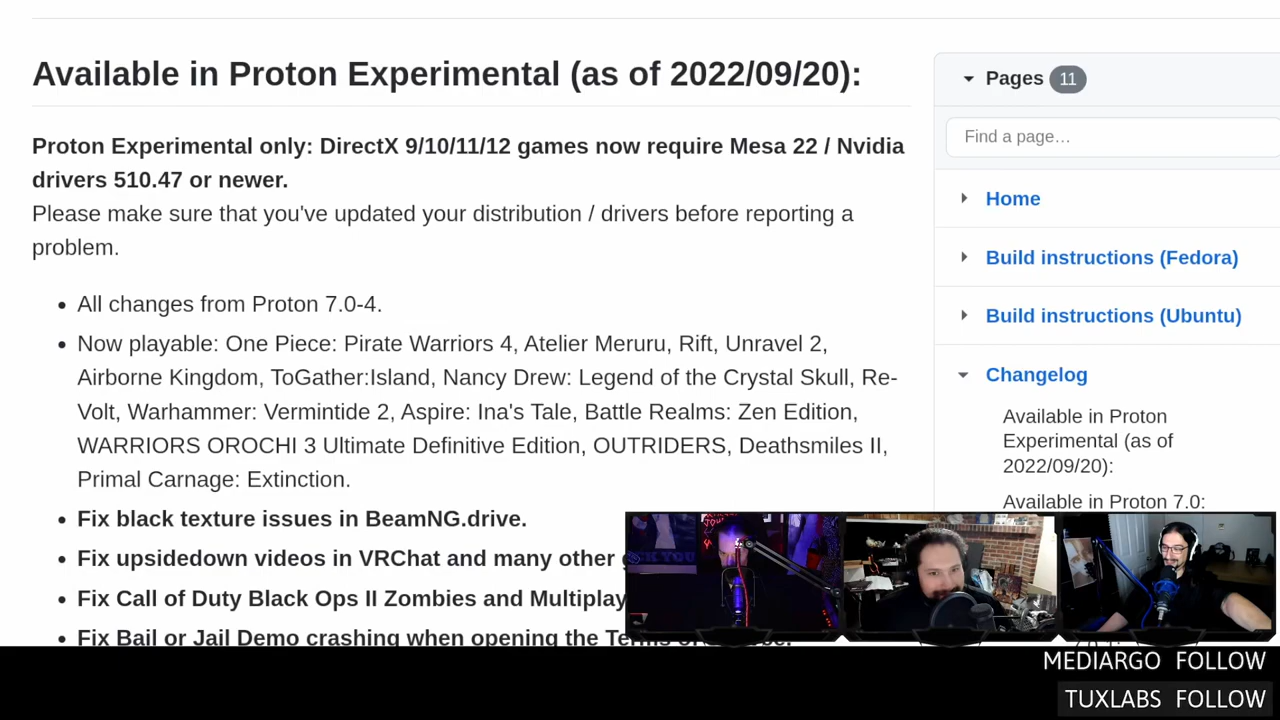 Available in Proton Experimental (as of 2022/09/20):
Proton Experimental only: DirectX 9/10/11/12 games now require Mesa 22 / Nvidia
drivers 510.47 or newer.
Please make sure that you've updated your distribution / drivers before reporting a
problem.
• All changes from Proton 7.0-4.
• Now playable: One Piece: Pirate Warriors 4, Atelier Meruru, Rift, Unravel 2,
Airborne Kingdom, ToGather:Island, Nancy Drew: Legend of the Crystal Skull, Re-
Volt, Warhammer: Vermintide 2, Aspire: Ina's Tale, Battle Realms: Zen Edition,
WARRIORS OROCHI 3 Ultimate Definitive Edition, OUTRIDERS, Deathsmiles II,
Primal Carnage: Extinction.
• Fix black texture issues in BeamNG.drive.
• Fix upsidedown videos in VRChat and many other
• Fix Call of Duty Black Ops II Zombies and Multiplay
• Fix Bail or Jail Demo crashing when opening the
Pages 11
Find a page...
Home
Build instructions (Fedora)
Build instructions (Ubuntu)
Changelog
Available in Proton
Experimental (as of
2022/09/20):
Available in Proton 7.0:
MEDIARGO FOLLOW
TUXLABS FOLLOW